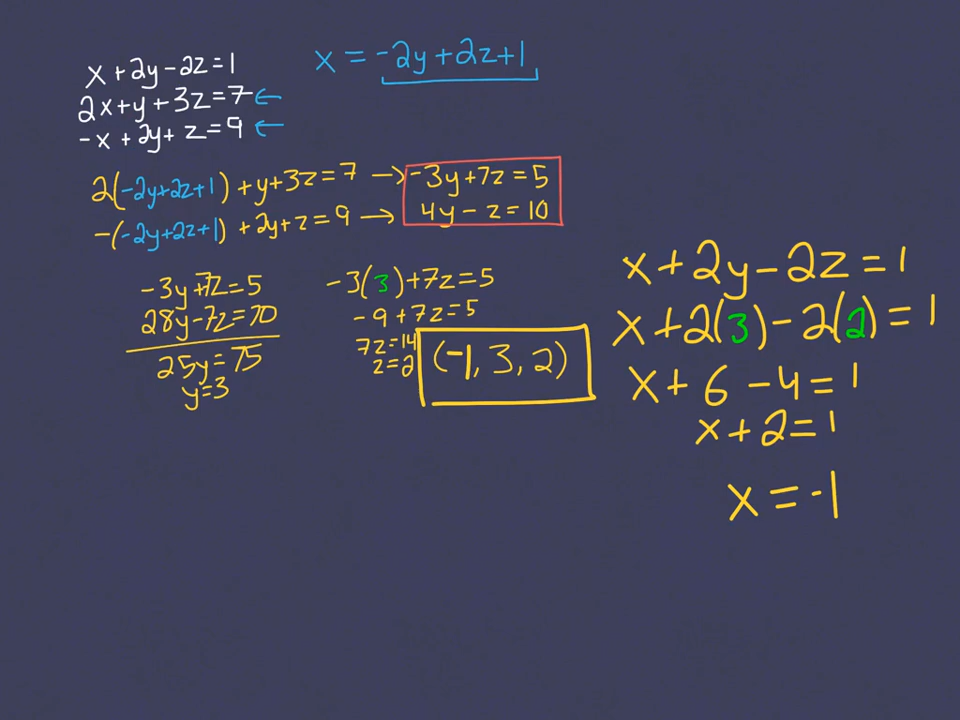 x + 2y - 2z = 1
2x + y + 3z = 7 ←
-x + 2y + z = 9 ←
x = -2y + 2z + 1
2(-2y+2z+1) + y + 3z = 7 → -3y + 7z = 5
-(-2y+2z+1) + 2y + z = 9 → 4y - z = 10
-3y + 7z = 5
28y - 7z = 70
25y = 75
y = 3
-3(3) + 7z = 5
-9 + 7z = 5
7z = 14
z = 2
(-1, 3, 2)
x + 2y - 2z = 1
x + 2(3) - 2(2) = 1
x + 6 - 4 = 1
x + 2 = 1
x = -1